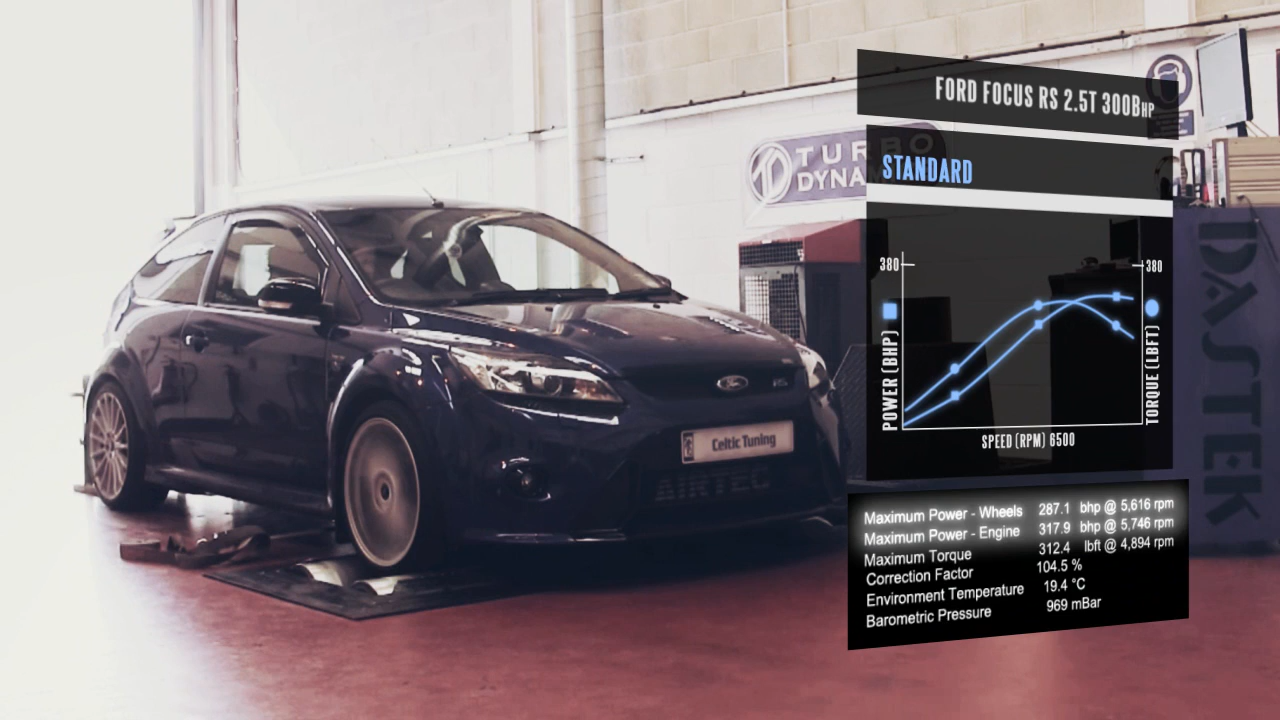 FORD FOCUS RS 2.5T 300BHP
TURBO
DYNA
STANDARD
380
380
POWER (BHP)
TORQUE (LBFT)
SPEED (RPM) 6500
DASTEK
Ford
RS
Celtic Tuning
AIRTEC
Maximum Power - Wheels 287.1 bhp @ 5,616 rpm
Maximum Power - Engine 317.9 bhp @ 5,746 rpm
Maximum Torque 312.4 lbft @ 4,894 rpm
Correction Factor 104.5 %
Environment Temperature 19.4 °C
Barometric Pressure 969 mBar